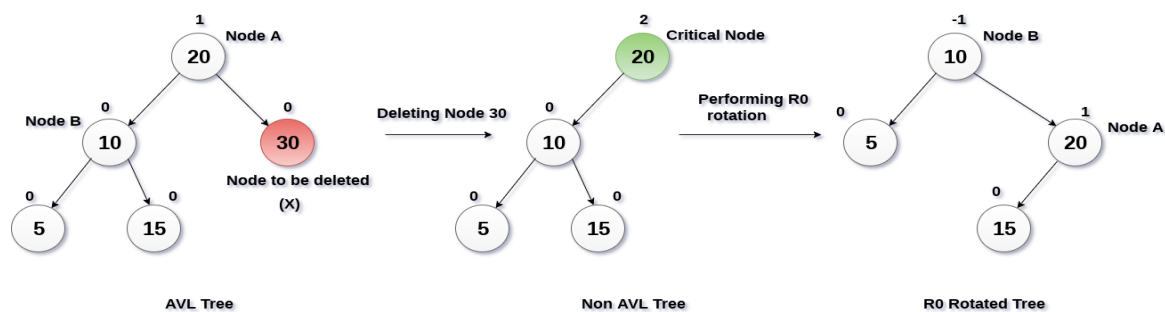 1
Node A
20
0
Node B
10
0
30
Node to be deleted
(X)
0
5
0
15
AVL Tree
Deleting Node 30
2
Critical Node
20
0
10
0
5
0
15
Non AVL Tree
Performing R0
rotation
-1
Node B
10
0
5
1
20
Node A
0
15
R0 Rotated Tree